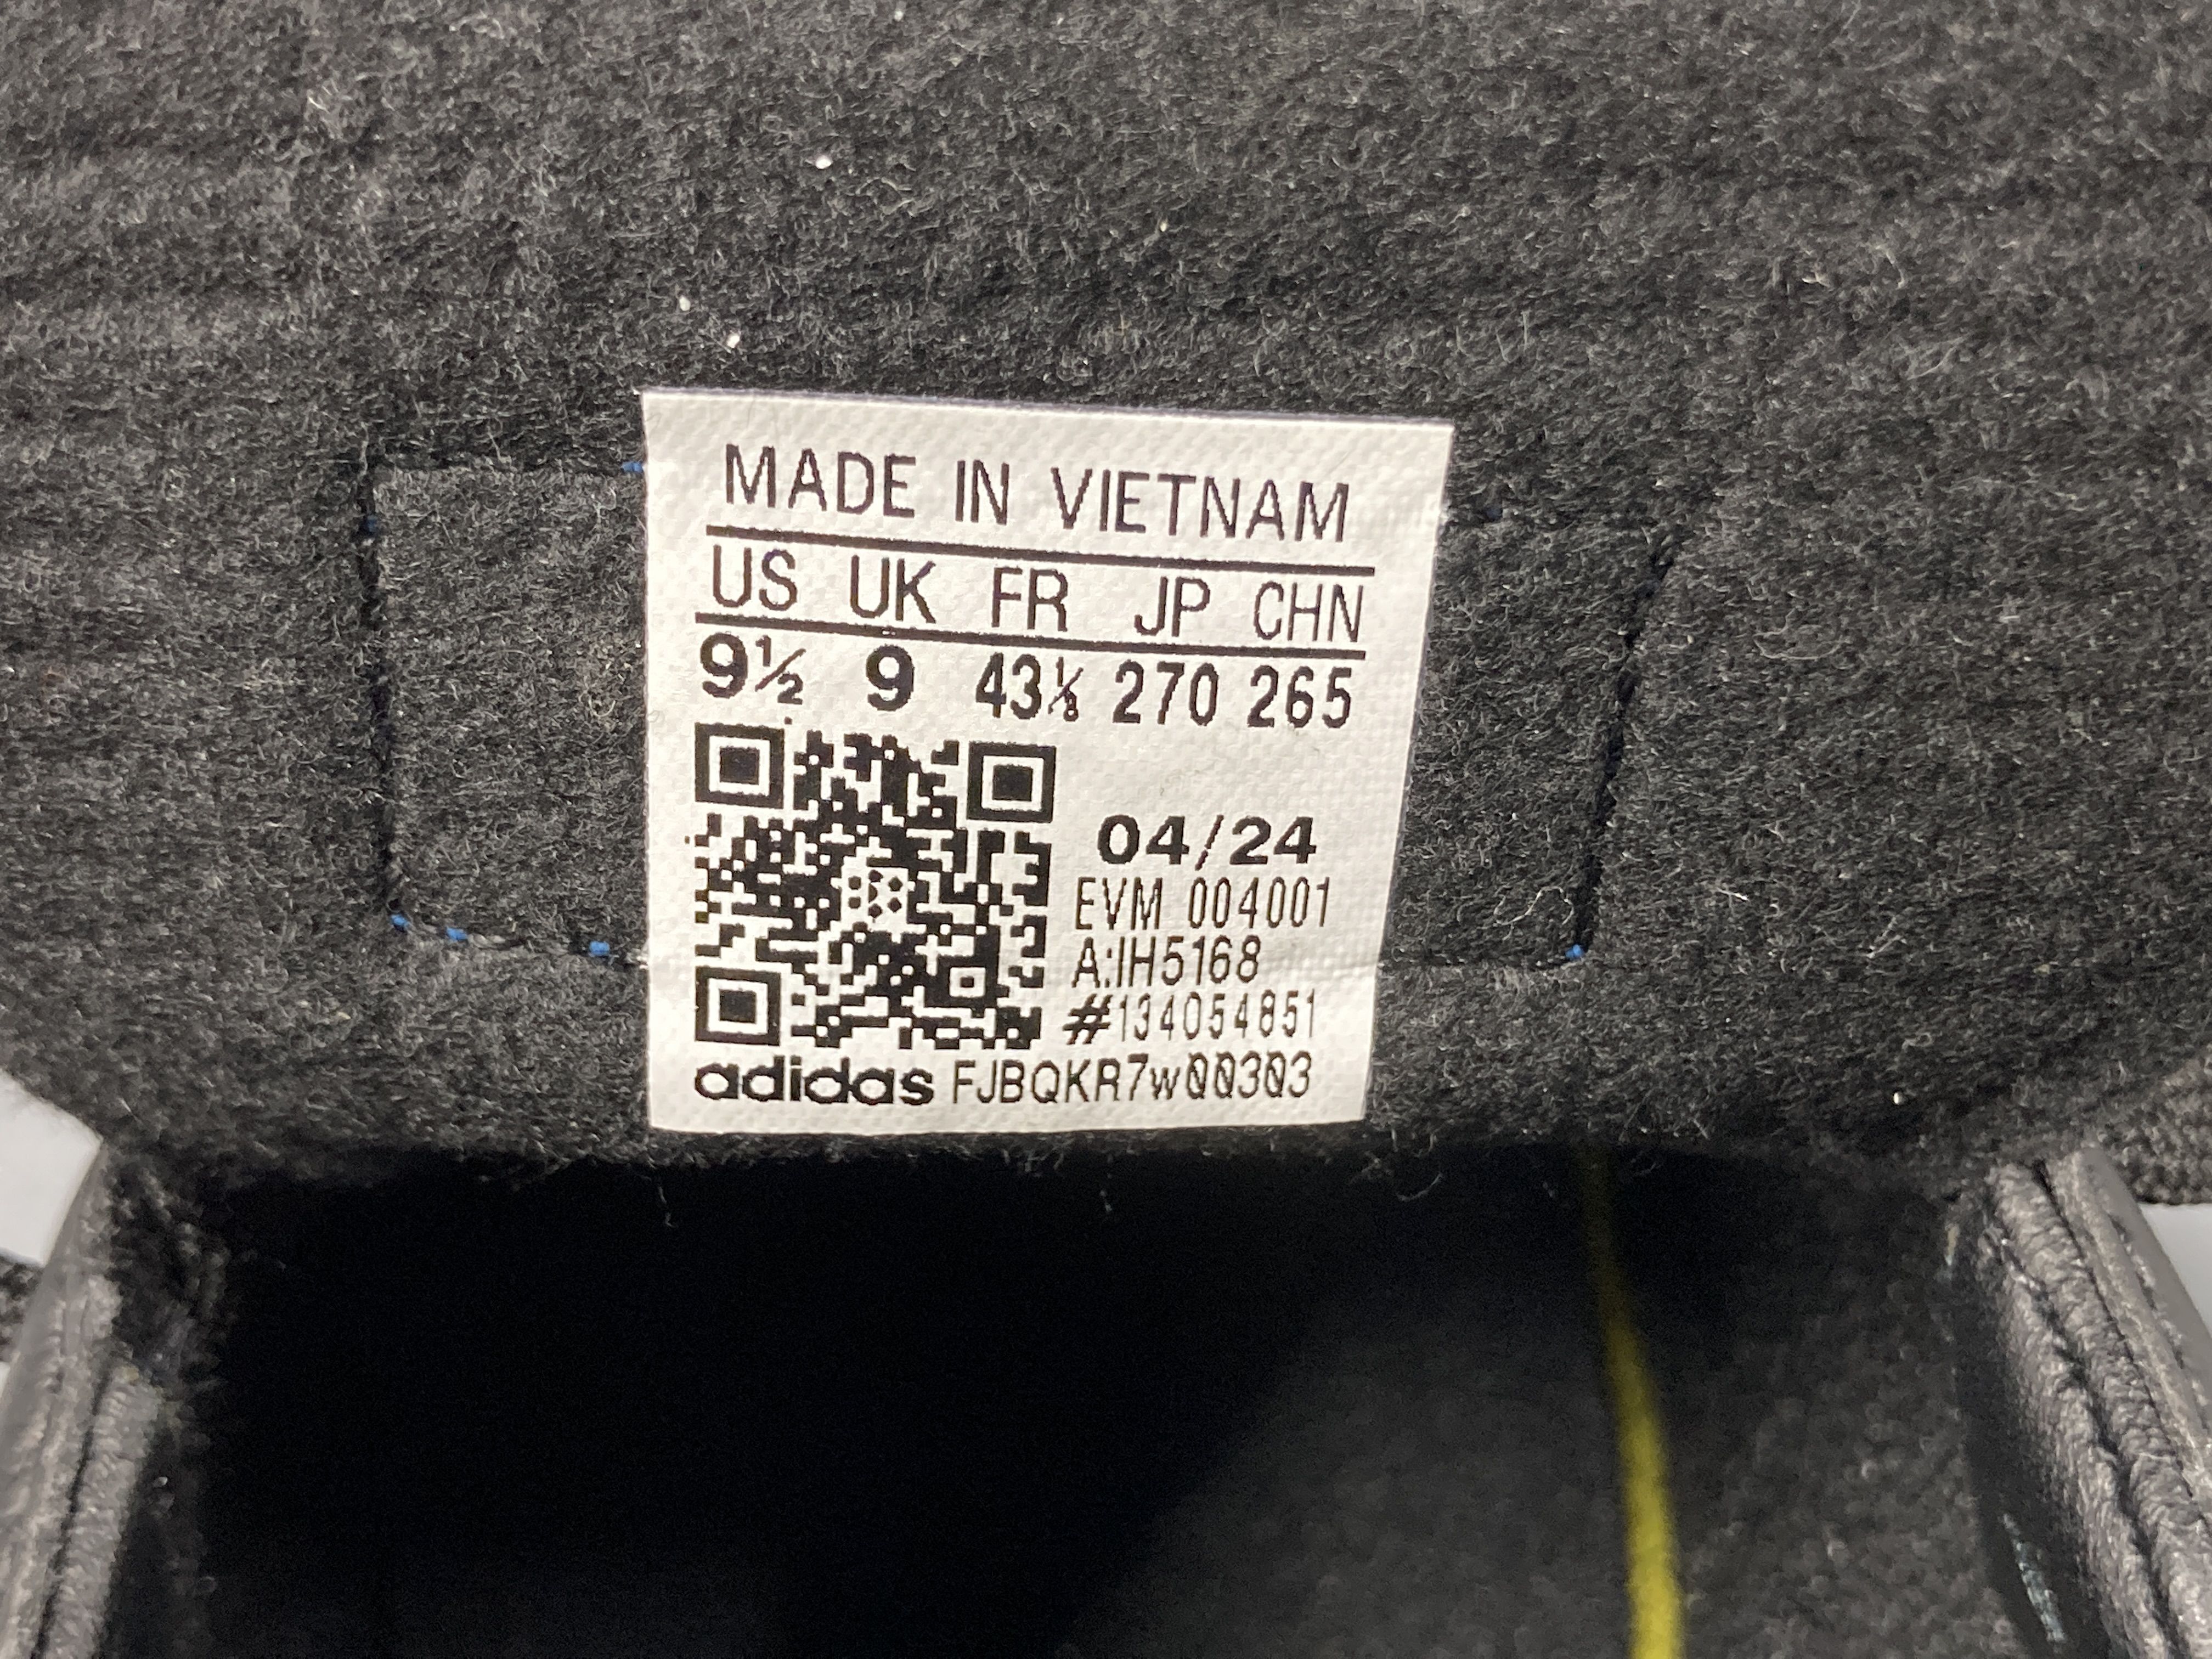 MADE IN VIETNAM
US UK FR JP CHN
9½ 9 43⅓ 270 265
04/24
EVM 004001
A:IH5168
#134054851
adidas FJBQKR7w00303